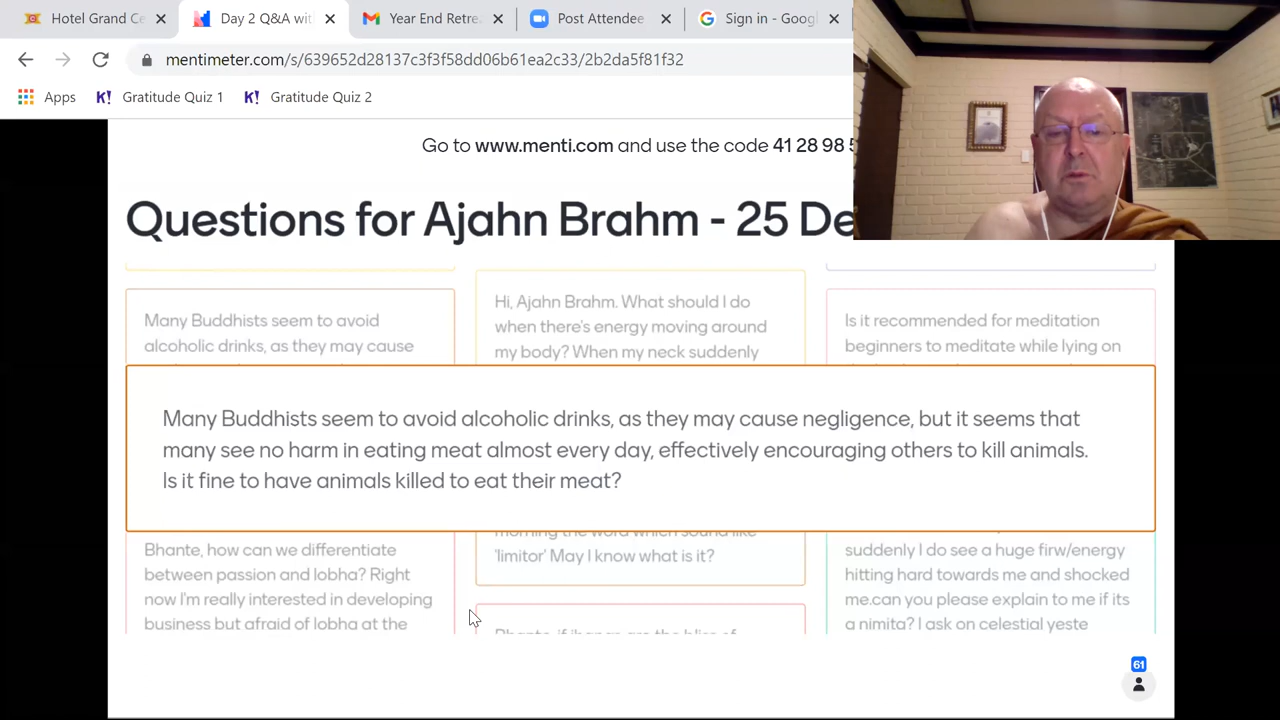 Hotel Grand Ce
Day 2 Q&A wit
Year End Retre
Post Attendee
Sign in - Googl
mentimeter.com/s/639652d28137c3f3f58dd06b61ea2c33/2b2da5f81f32
Apps
K! Gratitude Quiz 1
K! Gratitude Quiz 2
Go to www.menti.com and use the code 41 28 98
Questions for Ajahn Brahm - 25 De
Many Buddhists seem to avoid
alcoholic drinks, as they may cause
Hi, Ajahn Brahm. What should I do
when there's energy moving around
my body? When my neck suddenly
Is it recommended for meditation
beginners to meditate while lying on
Many Buddhists seem to avoid alcoholic drinks, as they may cause negligence, but it seems that
many see no harm in eating meat almost every day, effectively encouraging others to kill animals.
Is it fine to have animals killed to eat their meat?
Bhante, how can we differentiate
between passion and lobha? Right
now I'm really interested in developing
business but afraid of lobha at the
morning the word which sound like
'limitor' May I know what is it?
suddenly I do see a huge firw/energy
hitting hard towards me and shocked
me.can you please explain to me if its
a nimita? I ask on celestial yeste
61